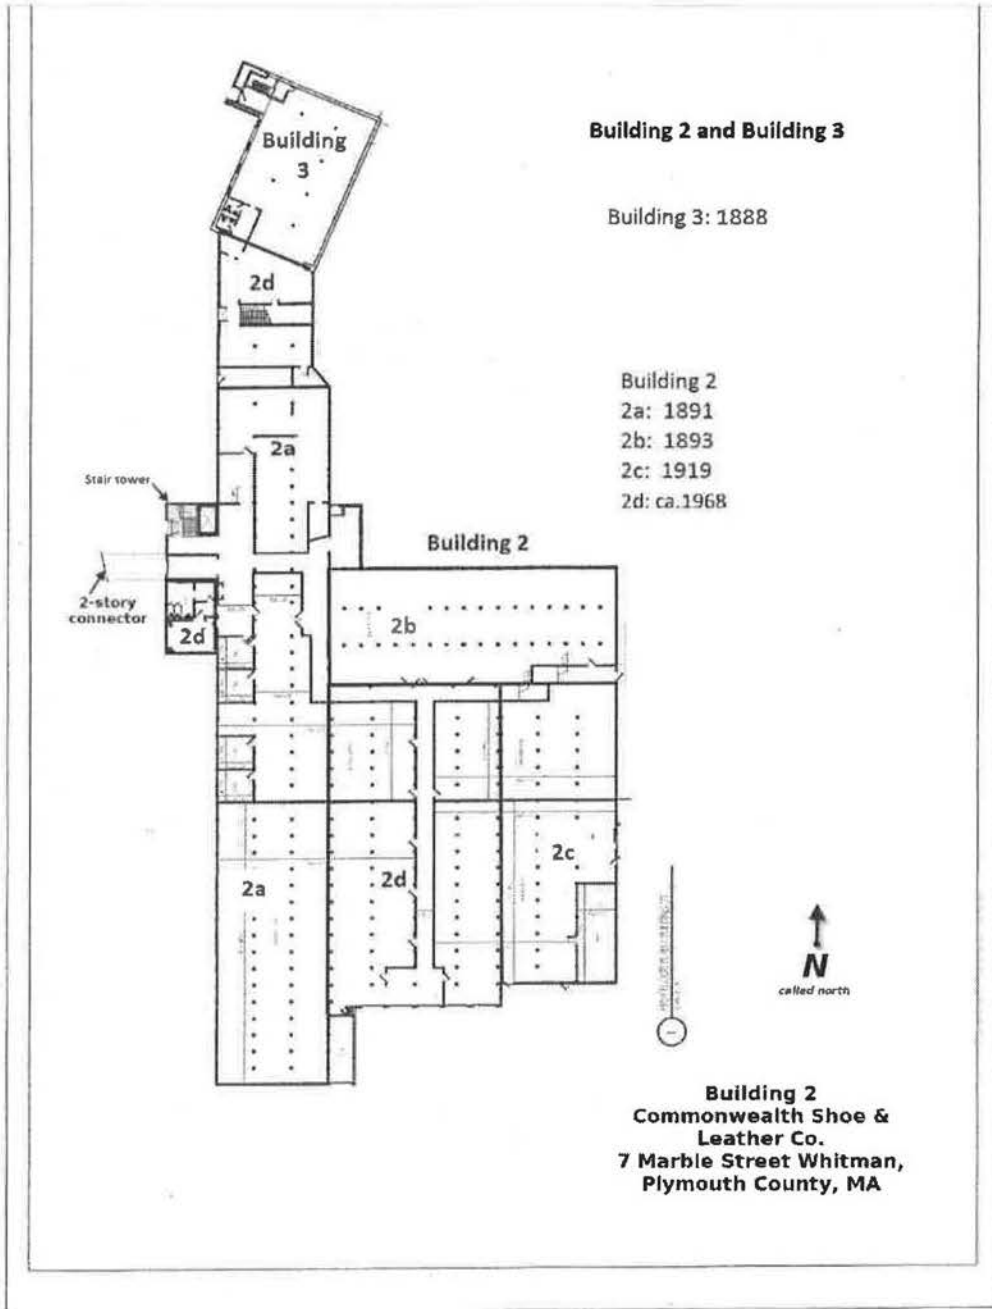 Building 2 and Building 3
Building
3
Building 3: 1888
2d
Building 2
2a: 1891
2b: 1893
2c: 1919
2d: ca.1968
2a
Stair tower
Building 2
2-story
connector
2d
2b
2c
2d
2a
N
called north
Building 2
Commonwealth Shoe &
Leather Co.
7 Marble Street Whitman,
Plymouth County, MA